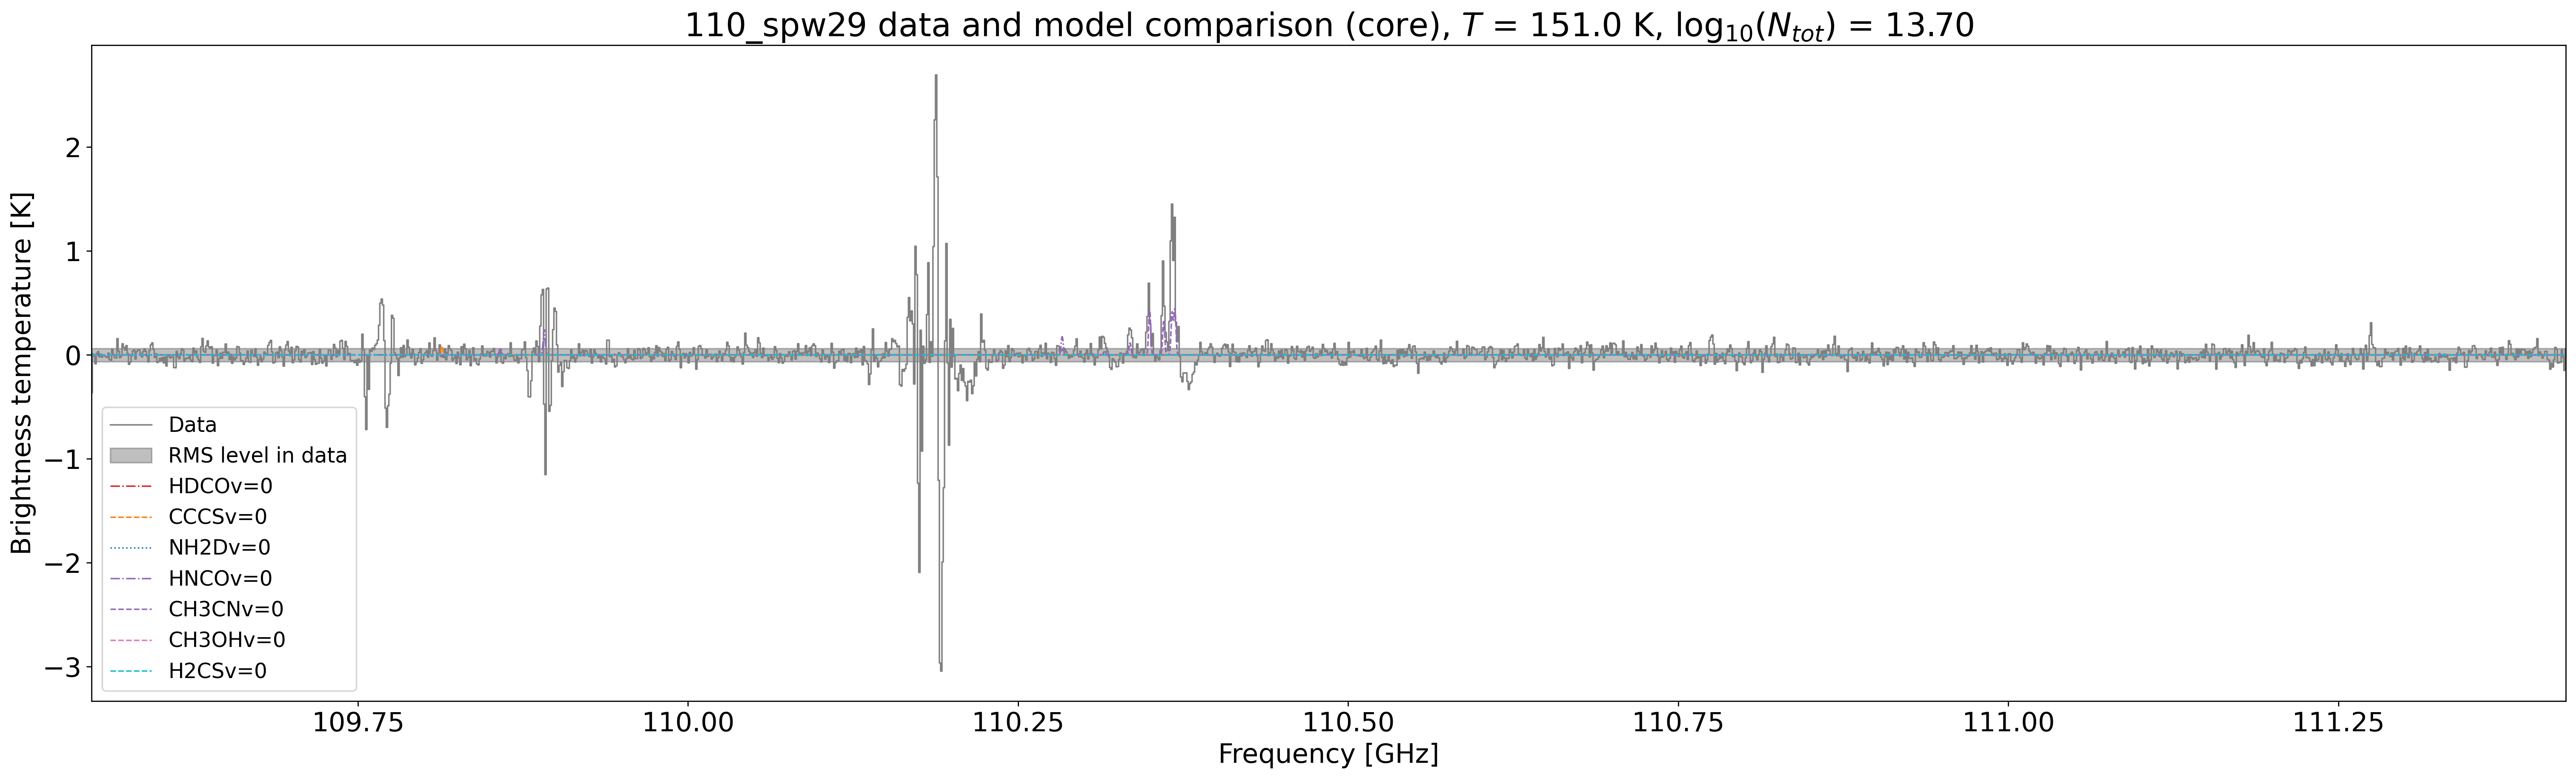 110_spw29 data and model comparison (core), T = 151.0 K, log₁₀(Nₜₒₜ) = 13.70
Brightness temperature [K]
2
1
0
−1
−2
−3
Data
RMS level in data
HDCOv=0
CCCSv=0
NH2Dv=0
HNCOv=0
CH3CNv=0
CH3OHv=0
H2CSv=0
109.75 110.00 110.25 110.50 110.75 111.00 111.25
Frequency [GHz]